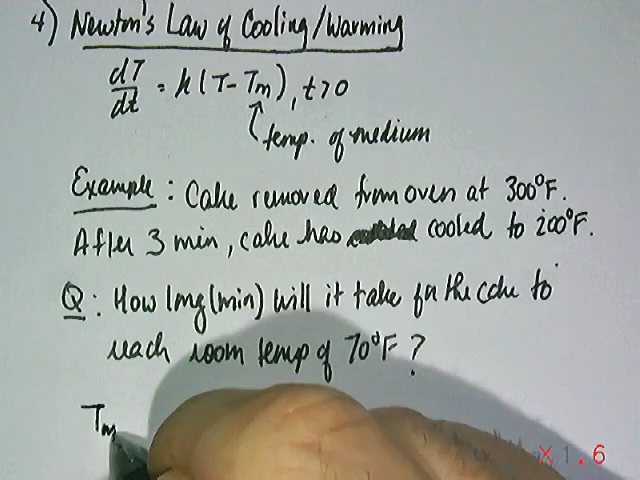 4) Newton's Law of Cooling/Warming
dT/dt = k(T - Tm), t>0
temp. of medium
Example: Cake removed from oven at 300°F.
After 3 min, cake has cooled to 200°F.
Q: How long (min) will it take for the cake to
reach room temp of 70°F?
Tm
x1.6